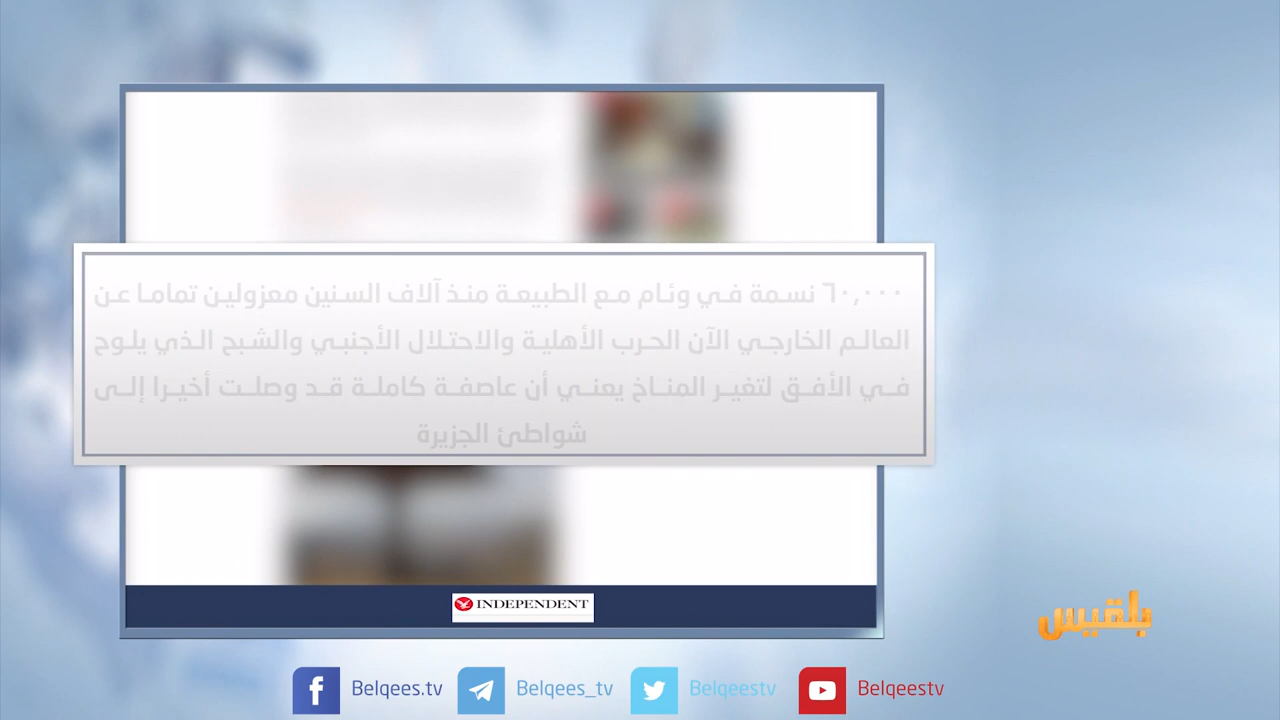 ٦٠,٠٠٠ نسمة في وئام مع الطبيعة منذ آلاف السنين معزولين تماما عن
العالم الخارجي الآن الحرب الأهلية والاحتلال الأجنبي والشبح الذي يلوح
في الأفق لتغير المناخ يعني أن عاصفة كاملة قد وصلت أخيرا إلى
شواطئ الجزيرة
INDEPENDENT
بلقيس
Belqees.tv
Belqees_tv
Belqeestv
Belqeestv